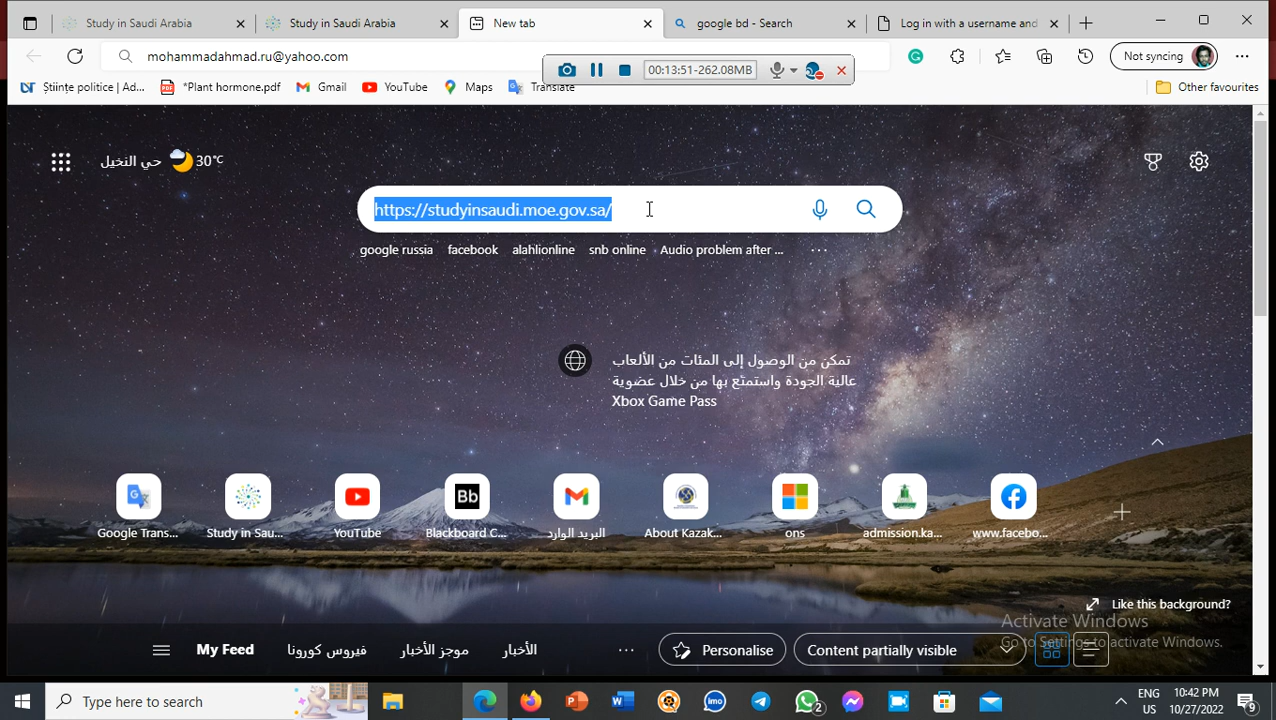 Study in Saudi Arabia
Study in Saudi Arabia
New tab
google bd - Search
Log in with a username and
mohammadahmad.ru@yahoo.com
00:13:51-262.08MB
Not syncing
Științe politice | Ad...
*Plant hormone.pdf
Gmail
YouTube
Maps
Translate
Other favourites
حي النخيل
30°C
https://studyinsaudi.moe.gov.sa/
google russia
facebook
alahlionline
snb online
Audio problem after ...
تمكن من الوصول إلى المئات من الألعاب
عالية الجودة واستمتع بها من خلال عضوية
Xbox Game Pass
Bb
Google Trans...
Study in Sau...
YouTube
Blackboard C...
البريد الوارد
About Kazak...
ons
admission.ka...
www.facebo...
Like this background?
Activate Windows
Go to Settings to activate Windows.
My Feed
فيروس كورونا
موجز الأخبار
الأخبار
Personalise
Content partially visible
Type here to search
2
ENG
US
10:42 PM
10/27/2022
9